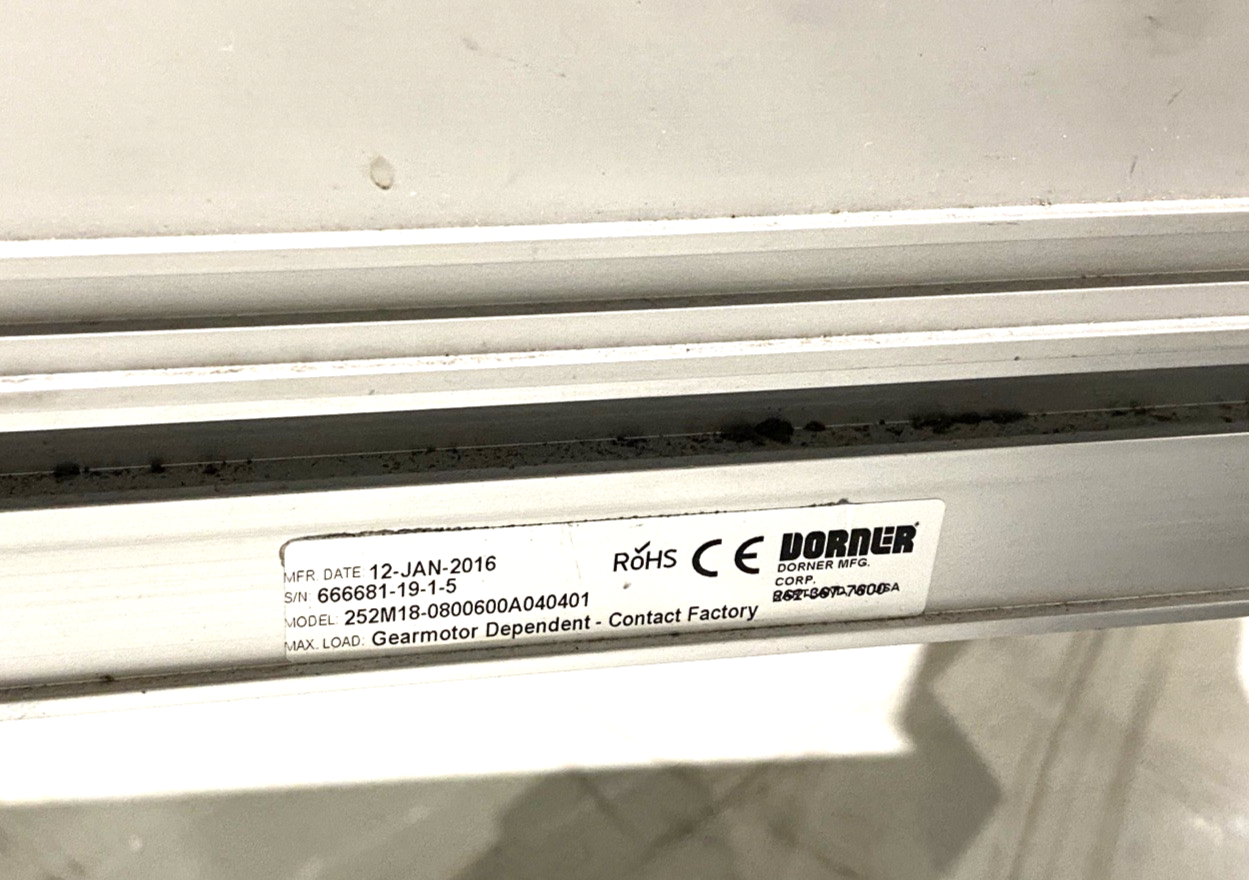 MFR. DATE: 12-JAN-2016
S/N: 666681-19-1-5
MODEL: 252M18-0800600A040401
MAX. LOAD: Gearmotor Dependent - Contact Factory
RoHS CE
DORNER
DORNER MFG.
CORP.